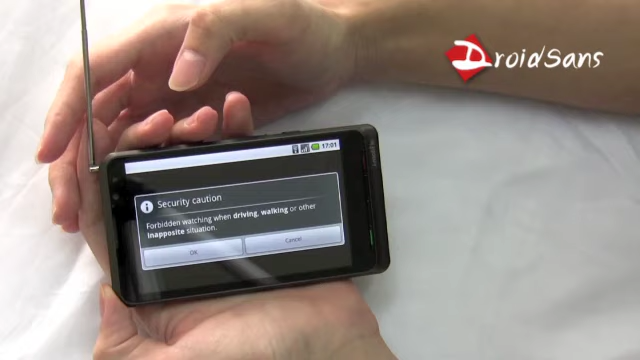 DroidSans
17:01
Security caution
Forbidden watching when driving, walking or other
inapposite situation.
OK
Cancel